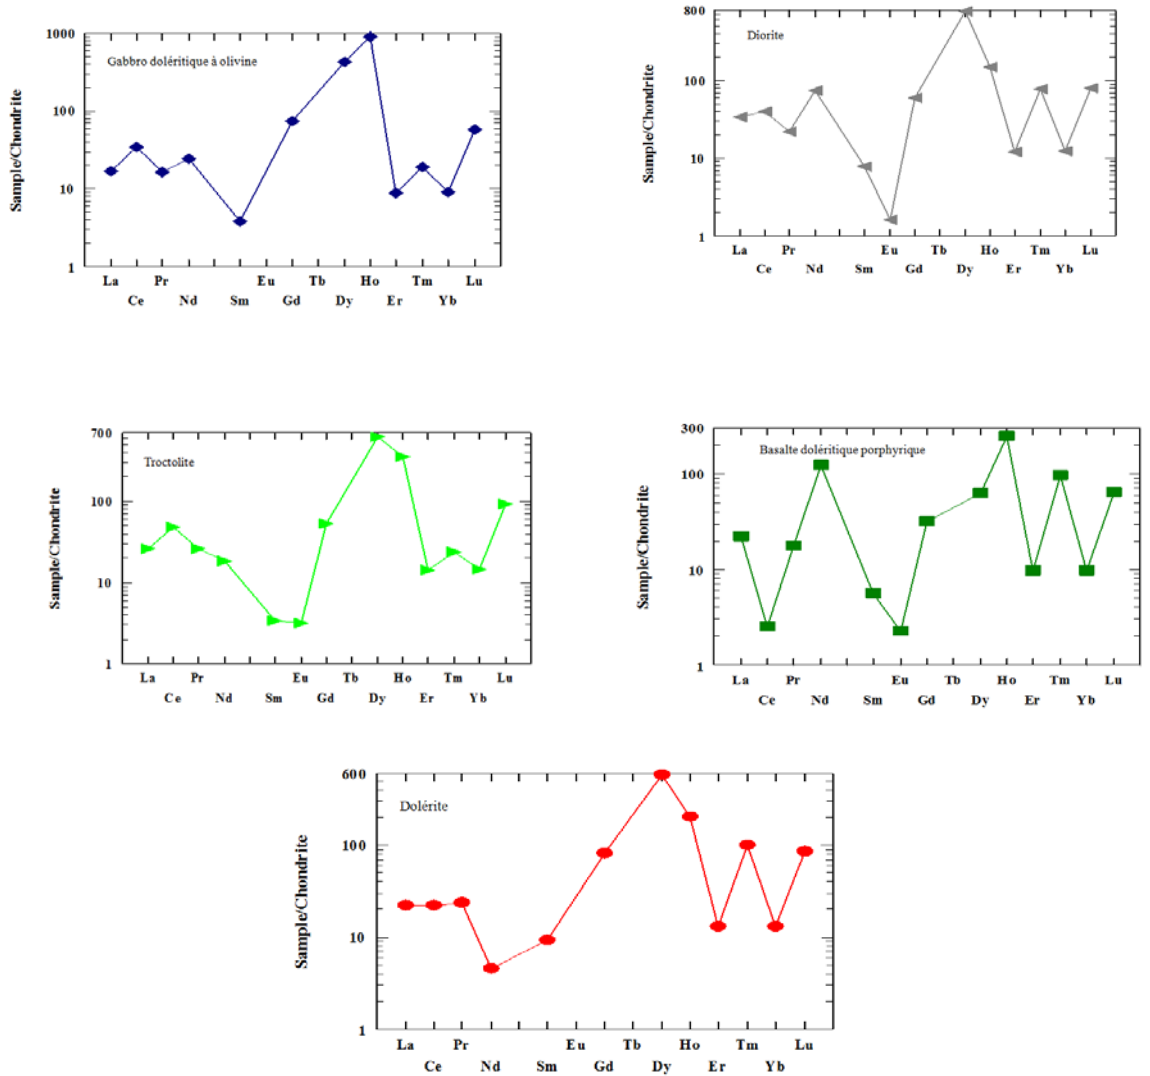 1000
Gabbro doléritique à olivine
100
10
1
Sample/Chondrite
La Pr Eu Tb Ho Tm Lu
Ce Nd Sm Gd Dy Er Yb
800
Diorite
100
10
1
Sample/Chondrite
La Pr Eu Tb Ho Tm Lu
Ce Nd Sm Gd Dy Er Yb
700
Troctolite
100
10
1
Sample/Chondrite
La Pr Eu Tb Ho Tm Lu
Ce Nd Sm Gd Dy Er Yb
300
Basalte doléritique porphyrique
100
10
1
Sample/Chondrite
La Pr Eu Tb Ho Tm Lu
Ce Nd Sm Gd Dy Er Yb
600
Dolérite
100
10
1
Sample/Chondrite
La Pr Eu Tb Ho Tm Lu
Ce Nd Sm Gd Dy Er Yb